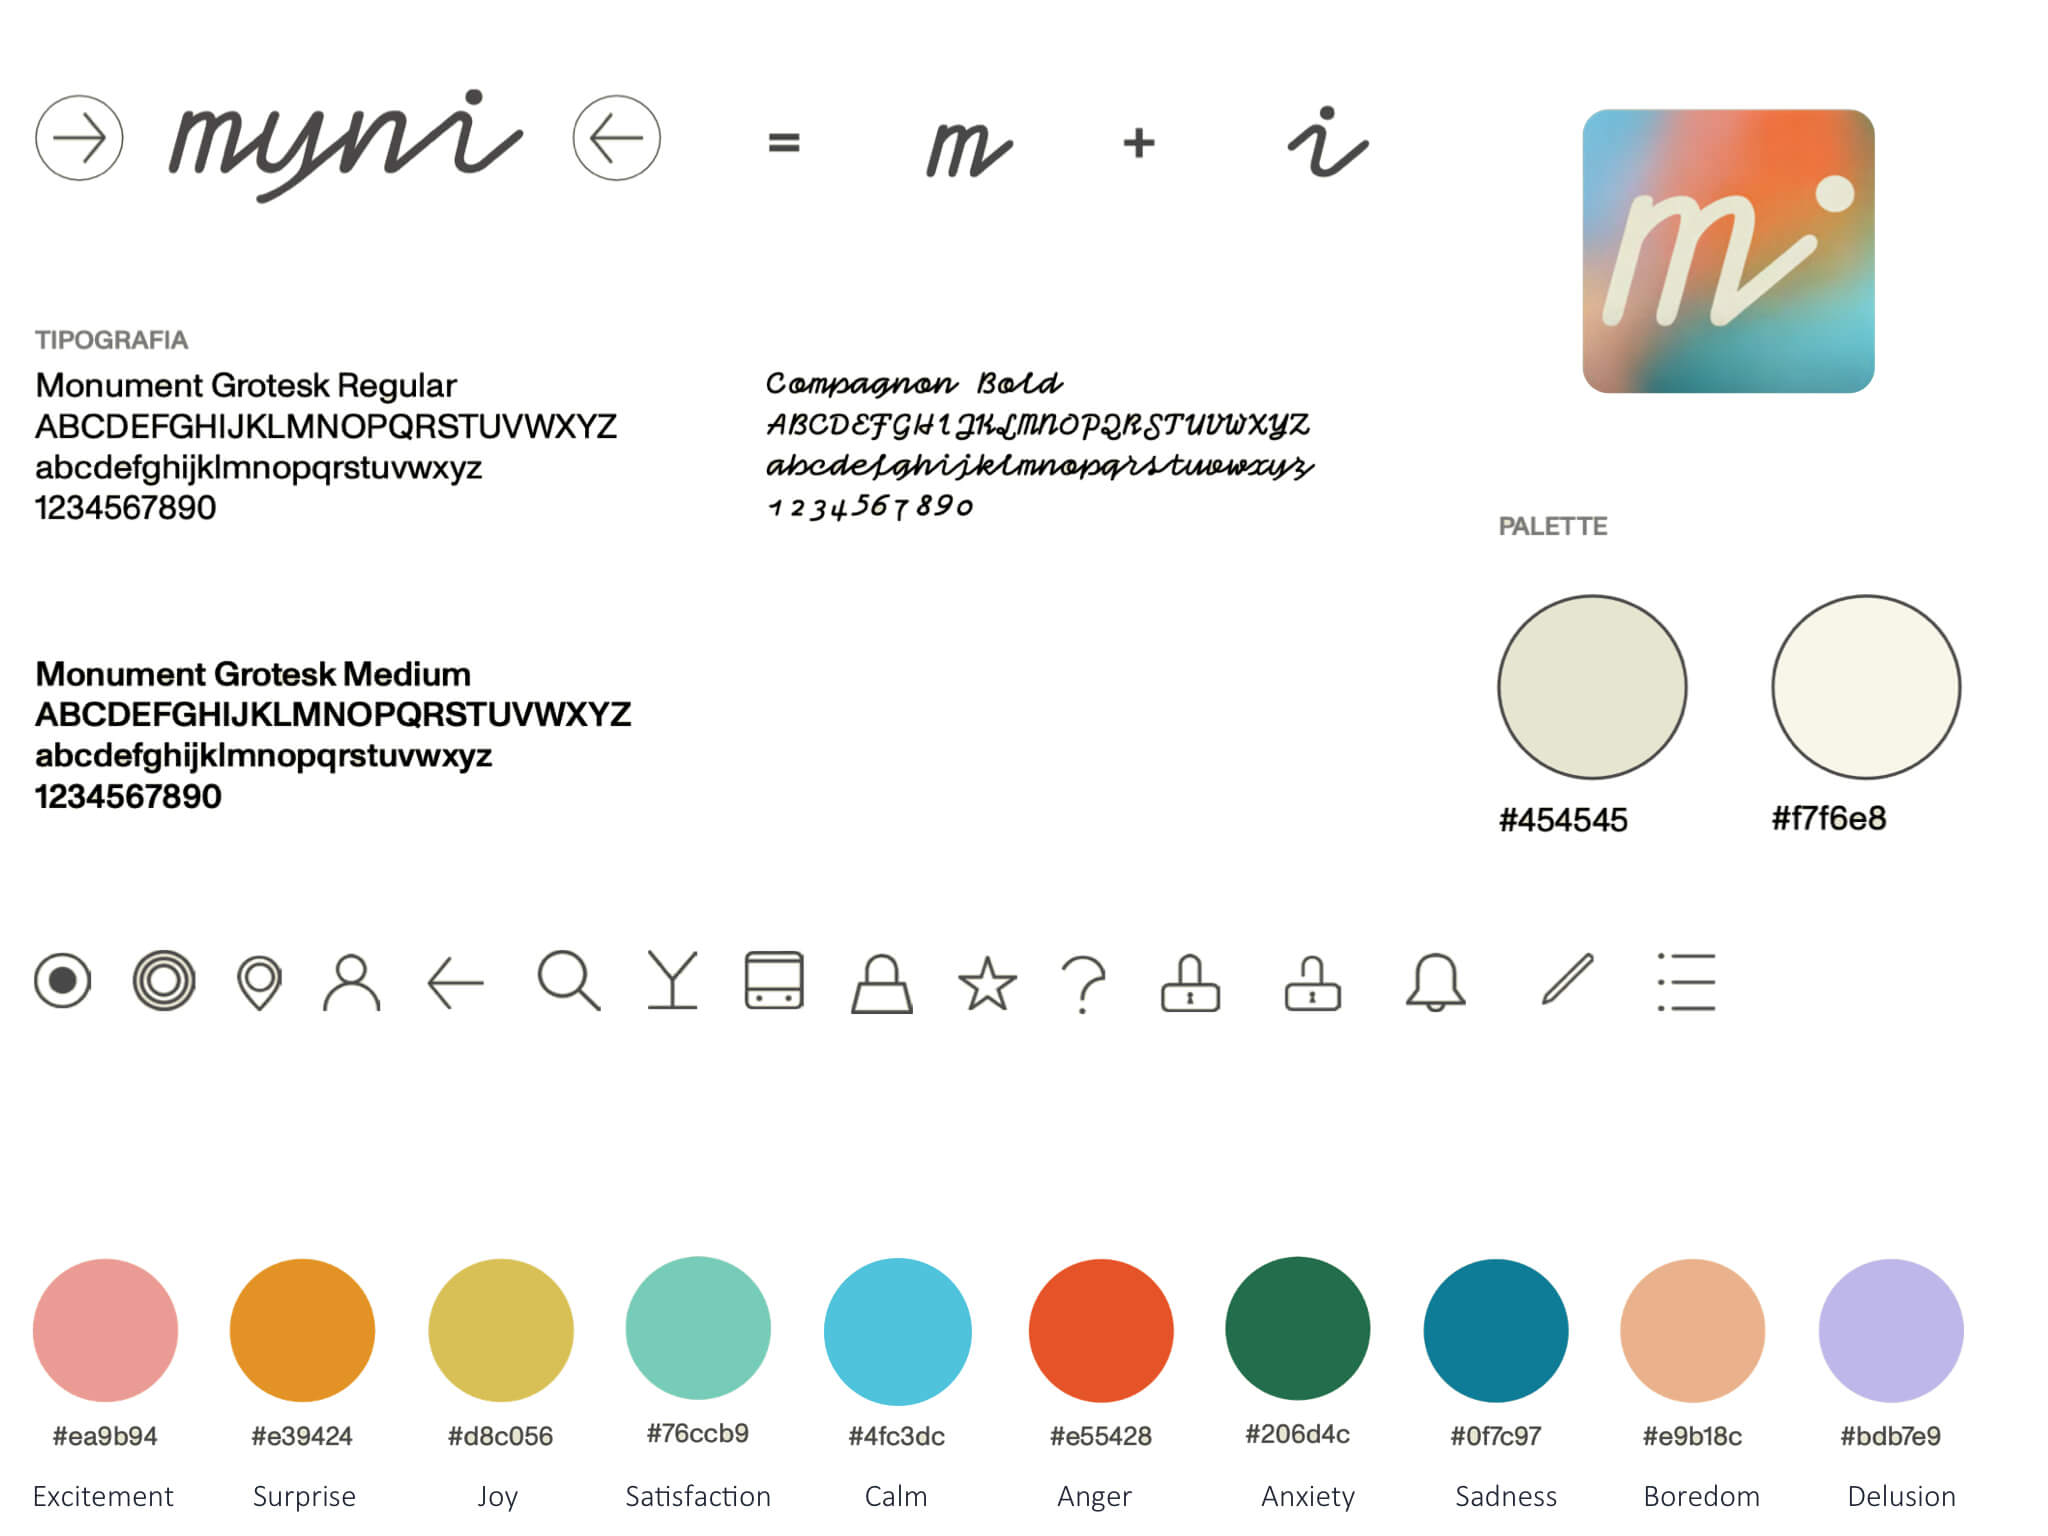 myni = m + i
mi
TIPOGRAFIA
Monument Grotesk Regular
ABCDEFGHIJKLMNOPQRSTUVWXYZ
abcdefghijklmnopqrstuvwxyz
1234567890
Compagnon Bold
ABCDEFGHIJKLMNOPQRSTUVWXYZ
abcdefghijklmnopqrstuvwxyz
1234567890
Monument Grotesk Medium
ABCDEFGHIJKLMNOPQRSTUVWXYZ
abcdefghijklmnopqrstuvwxyz
1234567890
PALETTE
#454545 #f7f6e8
#ea9b94 #e39424 #d8c056 #76ccb9 #4fc3dc #e55428 #206d4c #0f7c97 #e9b18c #bdb7e9
Excitement Surprise Joy Satisfaction Calm Anger Anxiety Sadness Boredom Delusion